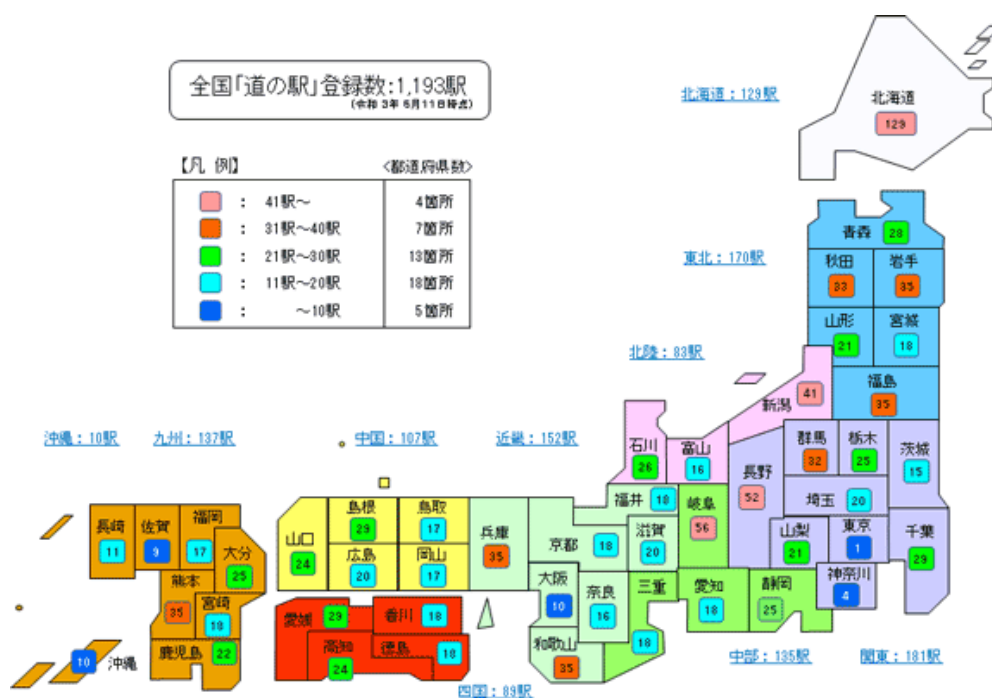 全国「道の駅」登録数:1,193駅
(令和 3年 6月11日時点)
【凡 例】 <都道府県数>
: 41駅～ 4箇所
: 31駅～40駅 7箇所
: 21駅～30駅 13箇所
: 11駅～20駅 18箇所
: ～10駅 5箇所
北海道：129駅
北海道
129
東北：170駅
青森 28
秋田
33
岩手
35
山形
21
宮城
18
福島
35
北陸：83駅
新潟 41
石川
26
富山
16
関東：181駅
群馬
32
栃木
25
茨城
15
長野
52
埼玉 20
山梨
21
東京
1
千葉
29
神奈川
4
中部：135駅
岐阜
56
愛知
18
静岡
25
三重
18
近畿：152駅
福井 18
滋賀
20
京都 18
兵庫
35
大阪
10
奈良
16
和歌山
35
中国：107駅
鳥取
17
島根
29
岡山
17
広島
20
山口
24
四国：89駅
愛媛 29
香川 18
高知
24
徳島
18
九州：137駅
福岡
17
佐賀
9
長崎
11
大分
25
熊本
35
宮崎
18
鹿児島 22
沖縄：10駅
10 沖縄